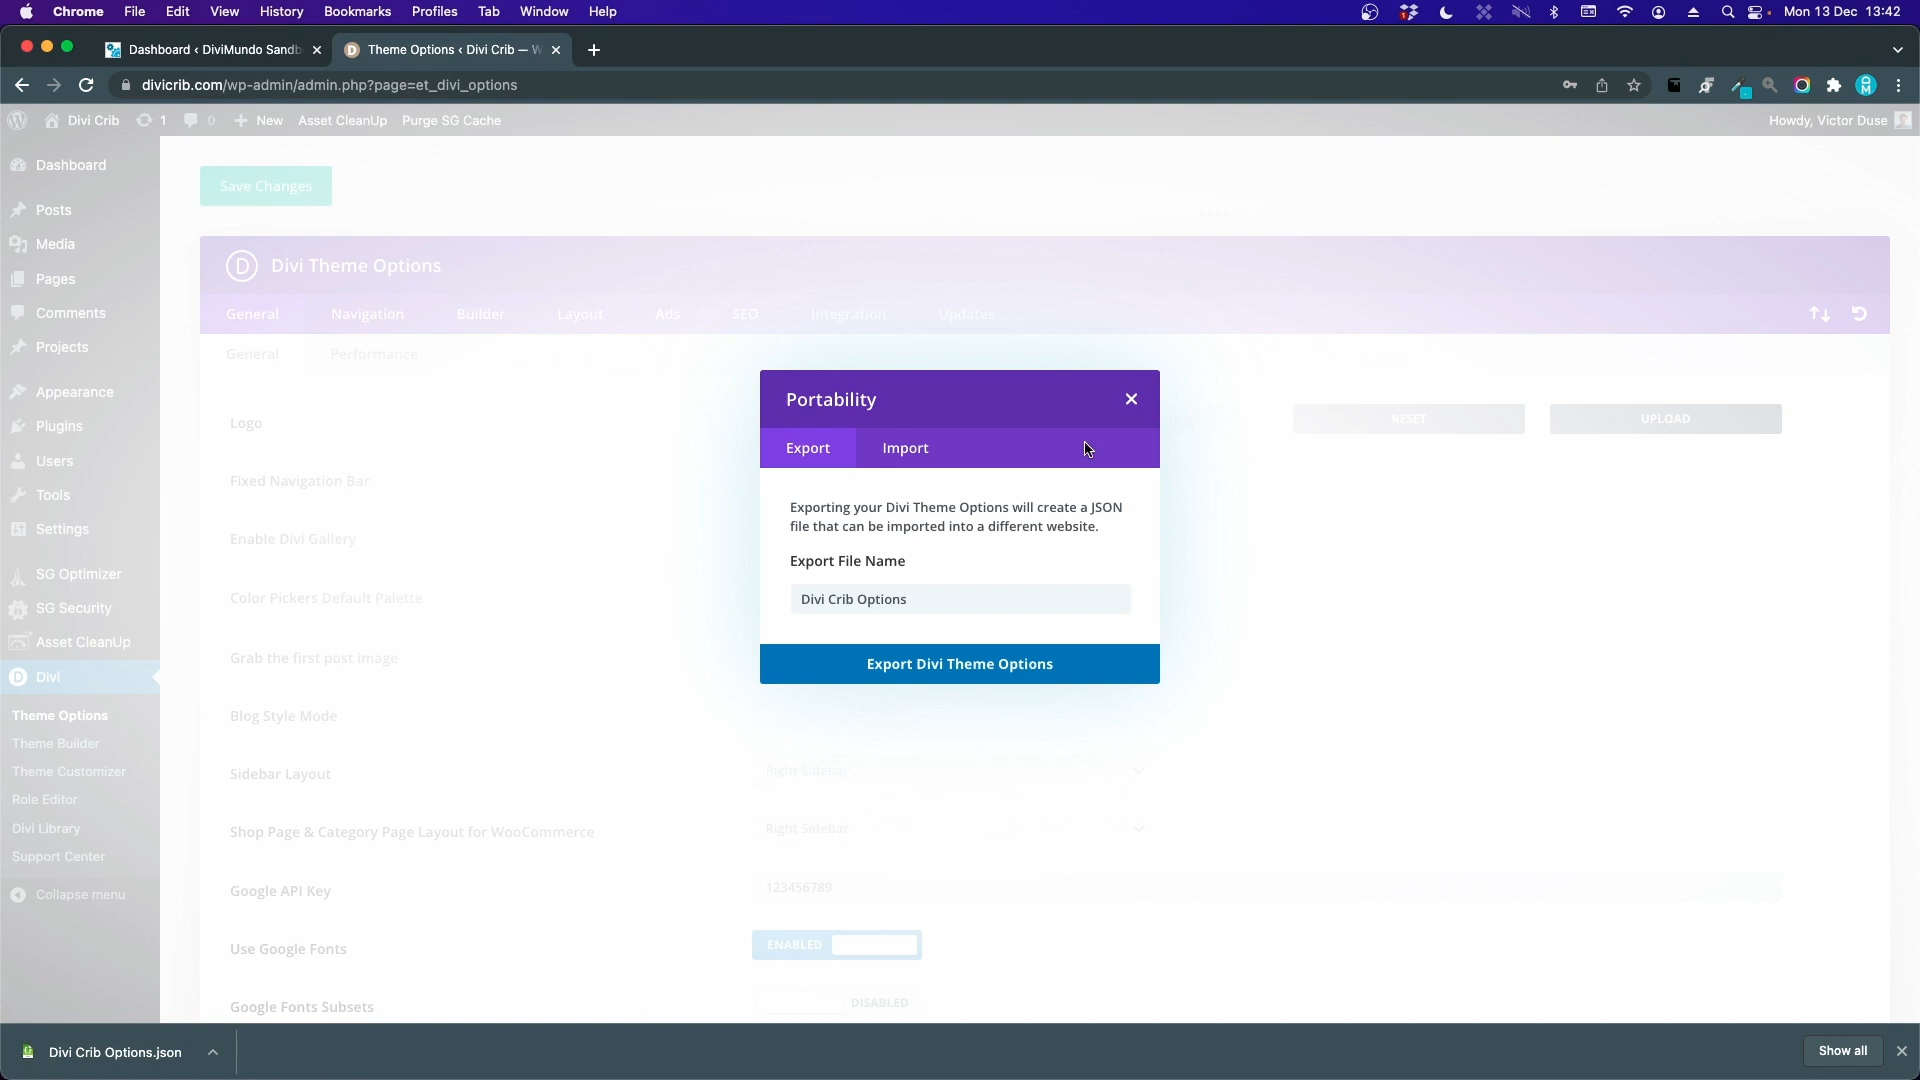 Chrome File Edit View History Bookmarks Profiles Tab Window Help
Mon 13 Dec 13:42
Dashboard ‹ DiviMundo Sandb
Theme Options ‹ Divi Crib — W
divicrib.com/wp-admin/admin.php?page=et_divi_options
Divi Crib 1 0 New Asset CleanUp Purge SG Cache
Howdy, Victor Duse
Dashboard
Posts
Media
Pages
Comments
Projects
Appearance
Plugins
Users
Tools
Settings
SG Optimizer
SG Security
Asset CleanUp
Divi
Theme Options
Theme Builder
Theme Customizer
Role Editor
Divi Library
Support Center
Collapse menu
Save Changes
D Divi Theme Options
General Navigation Builder Layout Ads SEO Integration Updates
General Performance
Logo
RESET UPLOAD
Fixed Navigation Bar
Enable Divi Gallery
Color Pickers Default Palette
Grab the first post image
Blog Style Mode
Sidebar Layout
Right Sidebar
Shop Page & Category Page Layout for WooCommerce
Right Sidebar
Google API Key
123456789
Use Google Fonts
ENABLED
Google Fonts Subsets
DISABLED
Portability
Export Import
Exporting your Divi Theme Options will create a JSON
file that can be imported into a different website.
Export File Name
Divi Crib Options
Export Divi Theme Options
Divi Crib Options.json
Show all